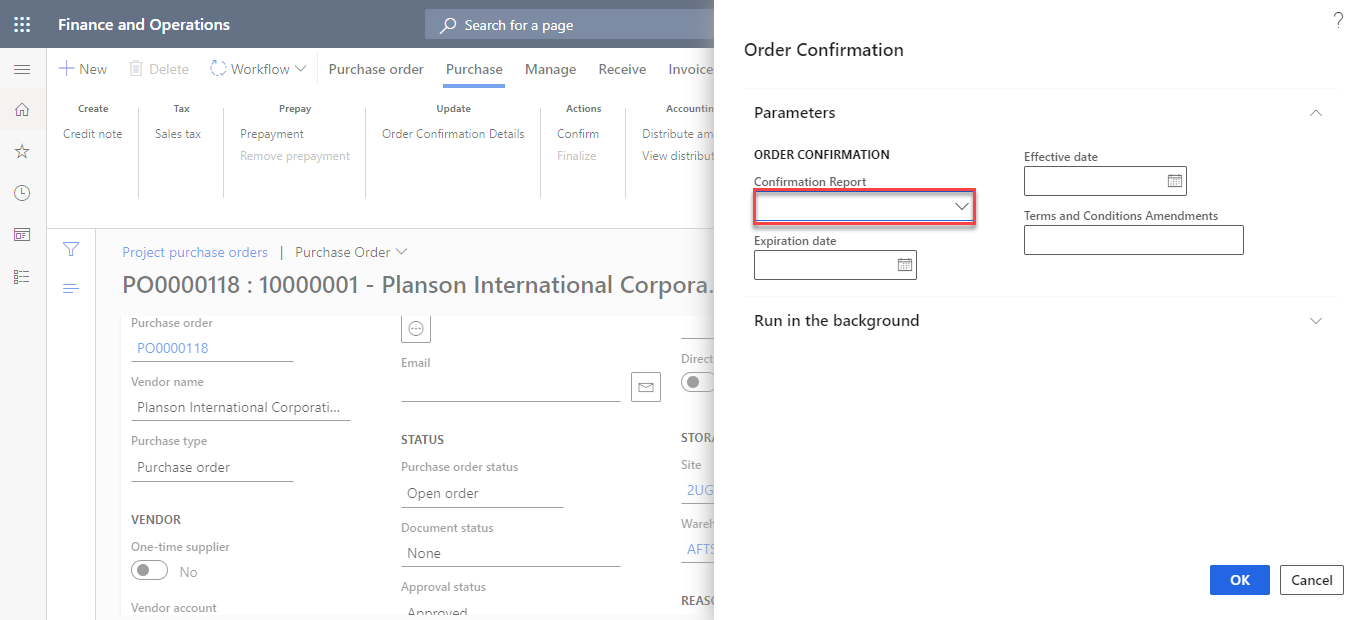 Finance and Operations
Search for a page
?
New
Delete
Workflow
Purchase order
Purchase
Manage
Receive
Invoice
Create
Credit note
Tax
Sales tax
Prepay
Prepayment
Remove prepayment
Update
Order Confirmation Details
Actions
Confirm
Finalize
Accountin
Distribute am
View distribut
Project purchase orders | Purchase Order
PO0000118 : 10000001 - Planson International Corpora...
Purchase order
PO0000118
Vendor name
Planson International Corporati...
Purchase type
Purchase order
VENDOR
One-time supplier
No
Vendor account
Email
STATUS
Purchase order status
Open order
Document status
None
Approval status
Approved
Direct
STORA
Site
2UG
Wareh
AFTS
REASO
Order Confirmation
Parameters
ORDER CONFIRMATION
Confirmation Report
Expiration date
Effective date
Terms and Conditions Amendments
Run in the background
OK
Cancel